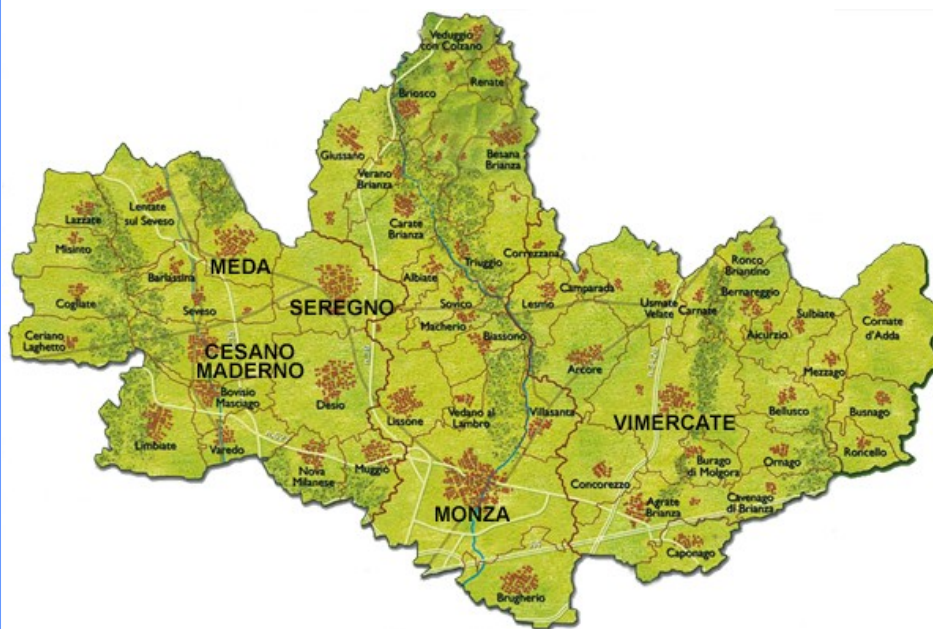 Veduggio
con Colzano
Renate
Briosco
Giussano
Besana
Brianza
Verano
Brianza
Lentate
sul Seveso
Lazzate
Carate
Brianza
Misinto
Correzzana
Ronco
Briantino
MEDA
Albiate
Triuggio
Barlassina
Camparada
Bernareggio
Cogliate
Seveso
SEREGNO
Sovico
Lesmo
Usmate
Velate
Carnate
Sulbiate
Cornate
d'Adda
Macherio
Biassono
Aicurzio
Ceriano
Laghetto
CESANO
MADERNO
Arcore
Mezzago
Bovisio
Masciago
Desio
Lissone
Vedano al
Lambro
Villasanta
VIMERCATE
Bellusco
Busnago
Limbiate
Varedo
Nova
Milanese
Muggiò
Concorezzo
Burago
di Molgora
Ornago
Roncello
MONZA
Agrate
Brianza
Cavenago
di Brianza
Caponago
Brugherio